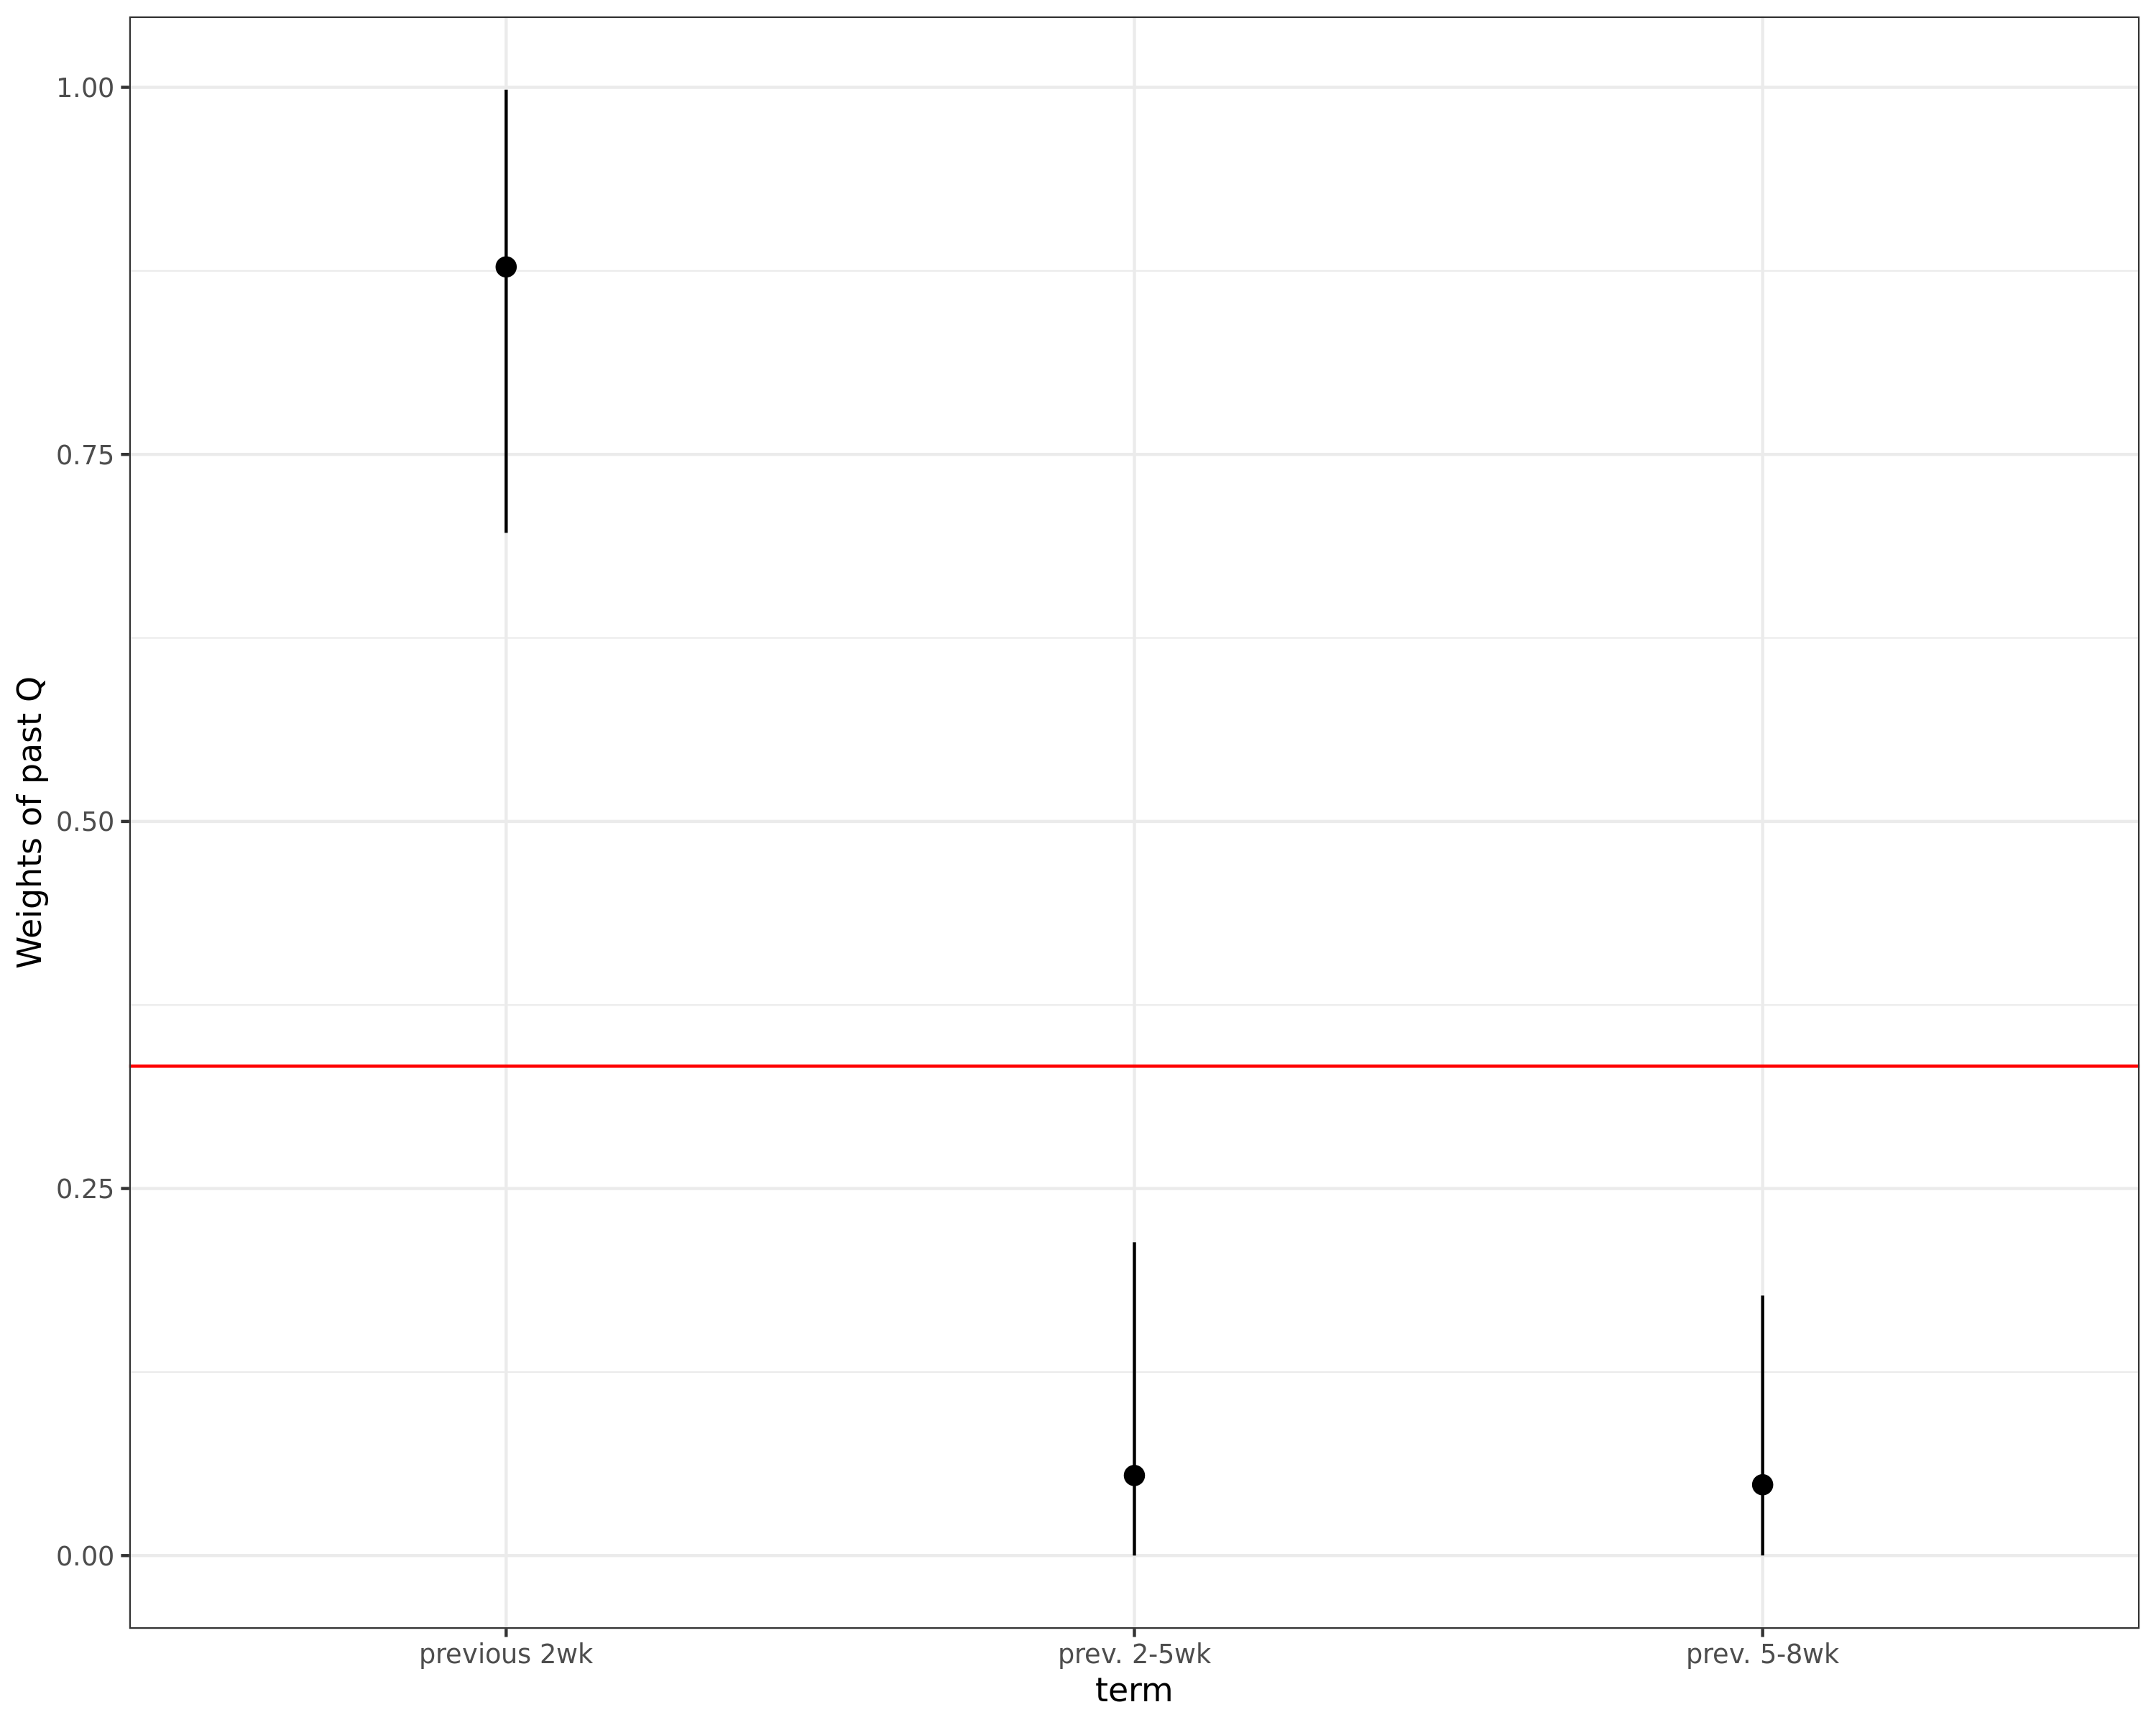 Weights of past Q
1.00
0.75
0.50
0.25
0.00
previous 2wk
prev. 2-5wk
prev. 5-8wk
term